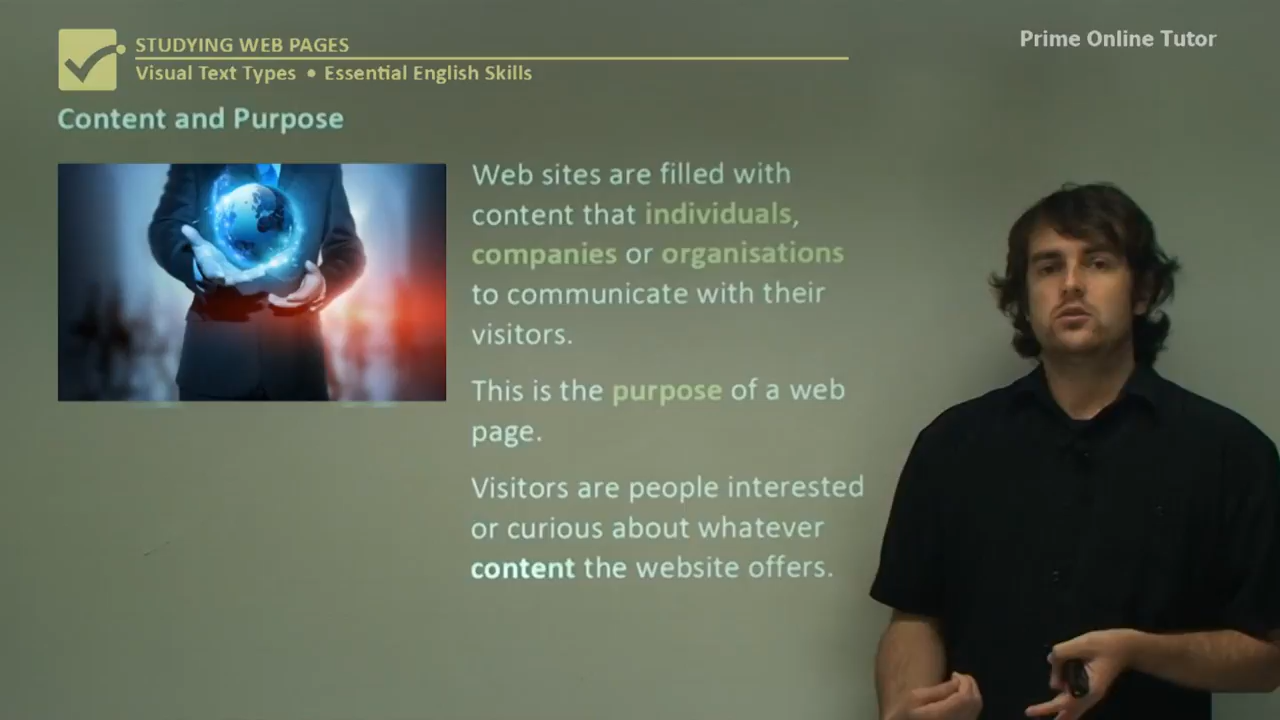 STUDYING WEB PAGES
Visual Text Types • Essential English Skills
Prime Online Tutor
Content and Purpose
Web sites are filled with
content that individuals,
companies or organisations
to communicate with their
visitors.
This is the purpose of a web
page.
Visitors are people interested
or curious about whatever
content the website offers.